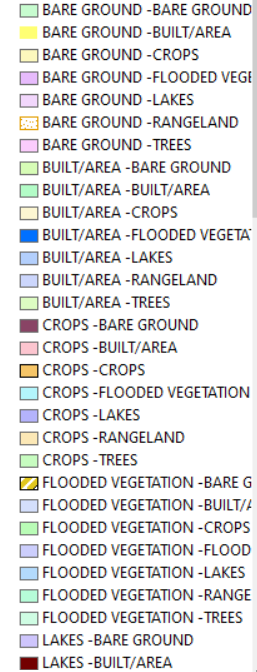 BARE GROUND -BARE GROUND
BARE GROUND -BUILT/AREA
BARE GROUND -CROPS
BARE GROUND -FLOODED VEGE
BARE GROUND -LAKES
BARE GROUND -RANGELAND
BARE GROUND -TREES
BUILT/AREA -BARE GROUND
BUILT/AREA -BUILT/AREA
BUILT/AREA -CROPS
BUILT/AREA -FLOODED VEGETA
BUILT/AREA -LAKES
BUILT/AREA -RANGELAND
BUILT/AREA -TREES
CROPS -BARE GROUND
CROPS -BUILT/AREA
CROPS -CROPS
CROPS -FLOODED VEGETATION
CROPS -LAKES
CROPS -RANGELAND
CROPS -TREES
FLOODED VEGETATION -BARE G
FLOODED VEGETATION -BUILT/A
FLOODED VEGETATION -CROPS
FLOODED VEGETATION -FLOOD
FLOODED VEGETATION -LAKES
FLOODED VEGETATION -RANGE
FLOODED VEGETATION -TREES
LAKES -BARE GROUND
LAKES -BUILT/AREA